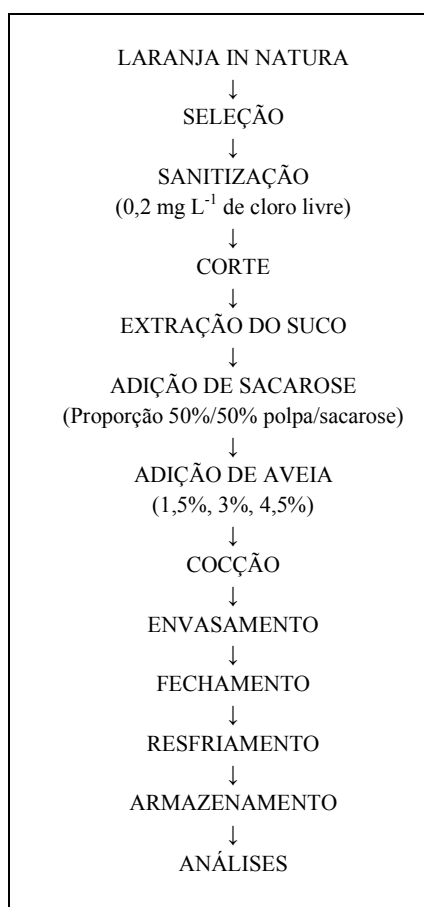 LARANJA IN NATURA
↓
SELEÇÃO
↓
SANITIZAÇÃO
(0,2 mg L⁻¹ de cloro livre)
↓
CORTE
↓
EXTRAÇÃO DO SUCO
↓
ADIÇÃO DE SACAROSE
(Proporção 50%/50% polpa/sacarose)
↓
ADIÇÃO DE AVEIA
(1,5%, 3%, 4,5%)
↓
COCÇÃO
↓
ENVASAMENTO
↓
FECHAMENTO
↓
RESFRIAMENTO
↓
ARMAZENAMENTO
↓
ANÁLISES